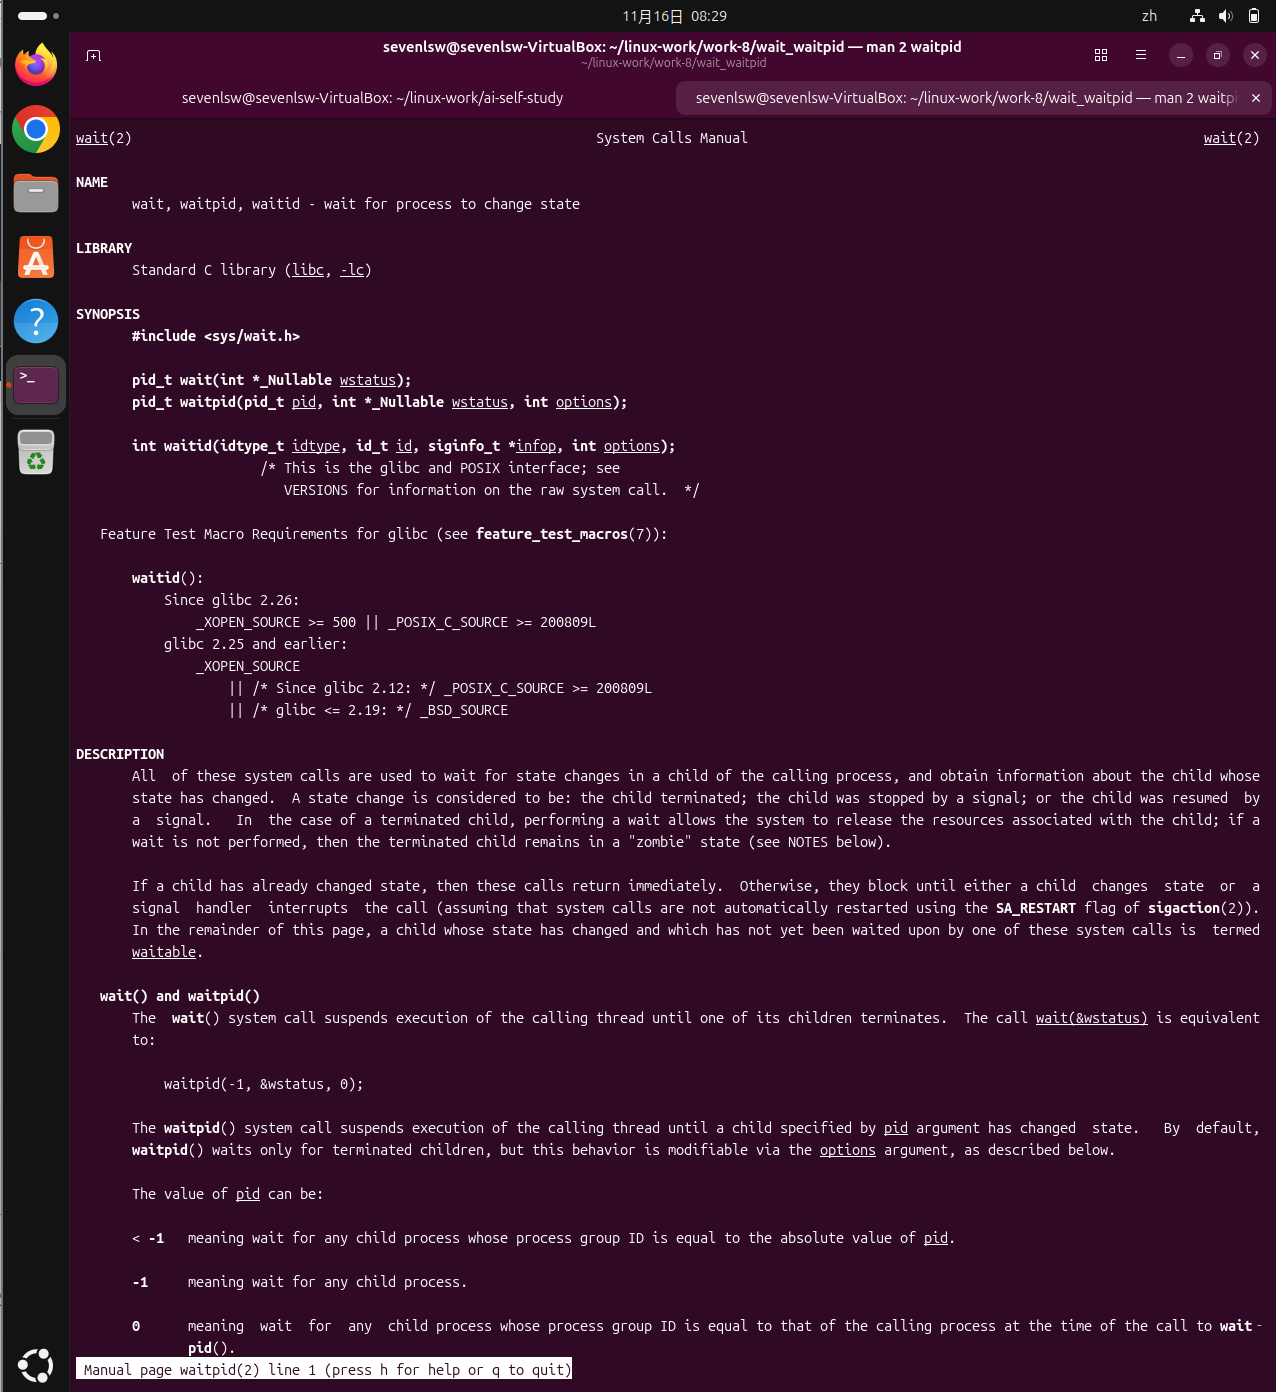 11月16日 08:29
zh
sevenlsw@sevenlsw-VirtualBox: ~/linux-work/work-8/wait_waitpid — man 2 waitpid
~/linux-work/work-8/wait_waitpid
sevenlsw@sevenlsw-VirtualBox: ~/linux-work/ai-self-study
sevenlsw@sevenlsw-VirtualBox: ~/linux-work/work-8/wait_waitpid — man 2 waitpi
wait(2) System Calls Manual wait(2)
NAME
wait, waitpid, waitid - wait for process to change state
LIBRARY
Standard C library (libc, -lc)
SYNOPSIS
#include <sys/wait.h>
pid_t wait(int *_Nullable wstatus);
pid_t waitpid(pid_t pid, int *_Nullable wstatus, int options);
int waitid(idtype_t idtype, id_t id, siginfo_t *infop, int options);
/* This is the glibc and POSIX interface; see
VERSIONS for information on the raw system call. */
Feature Test Macro Requirements for glibc (see feature_test_macros(7)):
waitid():
Since glibc 2.26:
_XOPEN_SOURCE >= 500 || _POSIX_C_SOURCE >= 200809L
glibc 2.25 and earlier:
_XOPEN_SOURCE
|| /* Since glibc 2.12: */ _POSIX_C_SOURCE >= 200809L
|| /* glibc <= 2.19: */ _BSD_SOURCE
DESCRIPTION
All of these system calls are used to wait for state changes in a child of the calling process, and obtain information about the child whose
state has changed. A state change is considered to be: the child terminated; the child was stopped by a signal; or the child was resumed by
a signal. In the case of a terminated child, performing a wait allows the system to release the resources associated with the child; if a
wait is not performed, then the terminated child remains in a "zombie" state (see NOTES below).
If a child has already changed state, then these calls return immediately. Otherwise, they block until either a child changes state or a
signal handler interrupts the call (assuming that system calls are not automatically restarted using the SA_RESTART flag of sigaction(2)).
In the remainder of this page, a child whose state has changed and which has not yet been waited upon by one of these system calls is termed
waitable.
wait() and waitpid()
The wait() system call suspends execution of the calling thread until one of its children terminates. The call wait(&wstatus) is equivalent
to:
waitpid(-1, &wstatus, 0);
The waitpid() system call suspends execution of the calling thread until a child specified by pid argument has changed state. By default,
waitpid() waits only for terminated children, but this behavior is modifiable via the options argument, as described below.
The value of pid can be:
< -1 meaning wait for any child process whose process group ID is equal to the absolute value of pid.
-1 meaning wait for any child process.
0 meaning wait for any child process whose process group ID is equal to that of the calling process at the time of the call to wait‐
pid().
Manual page waitpid(2) line 1 (press h for help or q to quit)